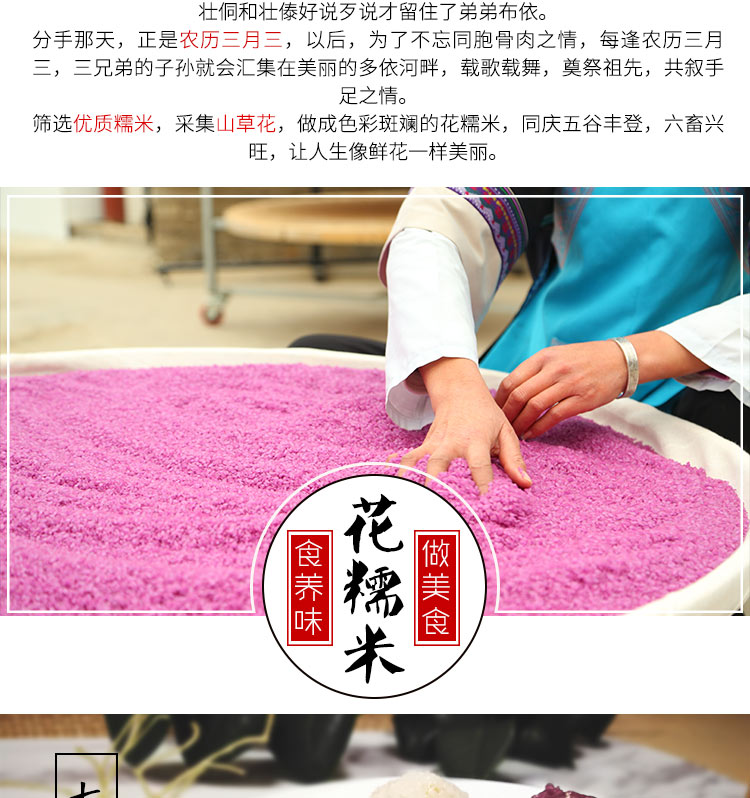 壮侗和壮傣好说歹说才留住了弟弟布依。
分手那天，正是农历三月三，以后，为了不忘同胞骨肉之情，每逢农历三月
三，三兄弟的子孙就会汇集在美丽的多依河畔，载歌载舞，奠祭祖先，共叙手
足之情。
筛选优质糯米，采集山草花，做成色彩斑斓的花糯米，同庆五谷丰登，六畜兴
旺，让人生像鲜花一样美丽。
做美食
花糯米
食养味